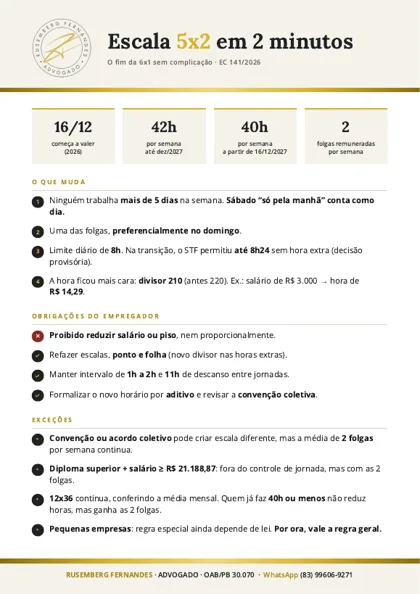 RUSEMBERG FERNANDES
ADVOGADO
Escala 5x2 em 2 minutos
O fim da 6x1 sem complicação · EC 141/2026
16/12
começa a valer
(2026)
42h
por semana
até dez/2027
40h
por semana
a partir de 16/12/2027
2
folgas remuneradas
por semana
O QUE MUDA
1 Ninguém trabalha mais de 5 dias na semana. Sábado “só pela manhã” conta como
dia.
2 Uma das folgas, preferencialmente no domingo.
3 Limite diário de 8h. Na transição, o STF permitiu até 8h24 sem hora extra (decisão
provisória).
4 A hora ficou mais cara: divisor 210 (antes 220). Ex.: salário de R$ 3.000 → hora de
R$ 14,29.
OBRIGAÇÕES DO EMPREGADOR
✕ Proibido reduzir salário ou piso, nem proporcionalmente.
✓ Refazer escalas, ponto e folha (novo divisor nas horas extras).
✓ Manter intervalo de 1h a 2h e 11h de descanso entre jornadas.
✓ Formalizar o novo horário por aditivo e revisar a convenção coletiva.
EXCEÇÕES
• Convenção ou acordo coletivo pode criar escala diferente, mas a média de 2 folgas
por semana continua.
• Diploma superior + salário ≥ R$ 21.188,87: fora do controle de jornada, mas com as 2
folgas.
• 12x36 continua, conferindo a média mensal. Quem já faz 40h ou menos não reduz
horas, mas ganha as 2 folgas.
• Pequenas empresas: regra especial ainda depende de lei. Por ora, vale a regra geral.
RUSEMBERG FERNANDES · ADVOGADO · OAB/PB 30.070 • WhatsApp (83) 99606-9271